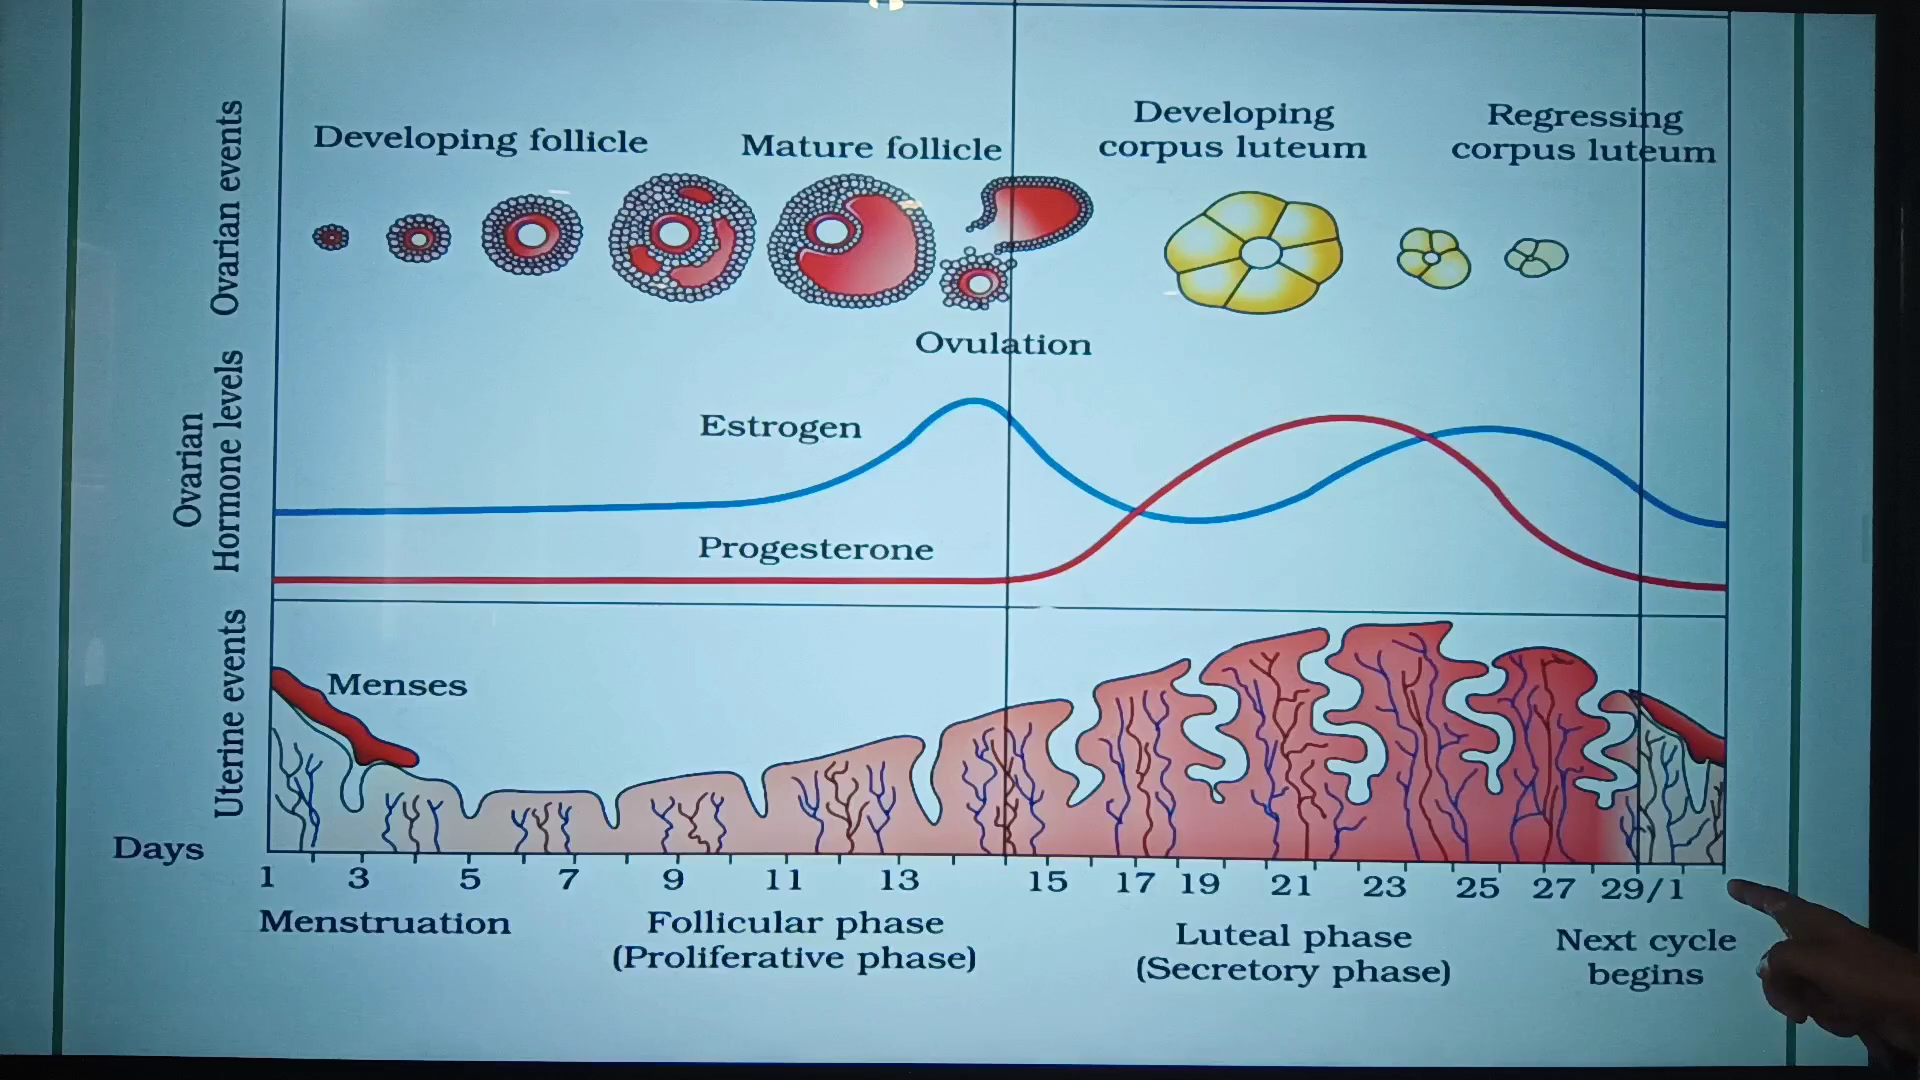 Ovarian events
Developing follicle
Mature follicle
Developing
corpus luteum
Regressing
corpus luteum
Ovulation
Ovarian
Hormone levels
Estrogen
Progesterone
Uterine events
Menses
Days
1 3 5 7 9 11 13 15 17 19 21 23 25 27 29/1
Menstruation
Follicular phase
(Proliferative phase)
Luteal phase
(Secretory phase)
Next cycle
begins